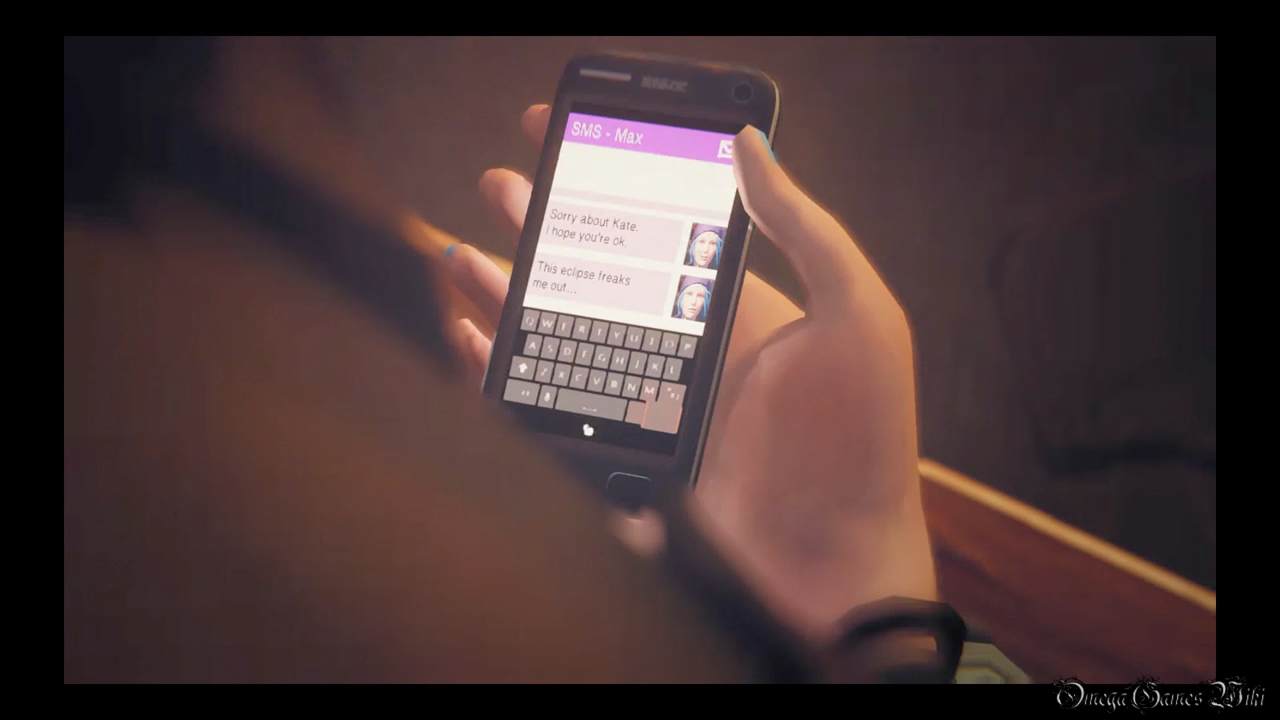 SMS - Max
Sorry about Kate.
I hope you're ok.
This eclipse freaks
me out...
Q W E R T Y U I O P
A S D F G H J K L
Z X C V B N M
Omega Games Wiki